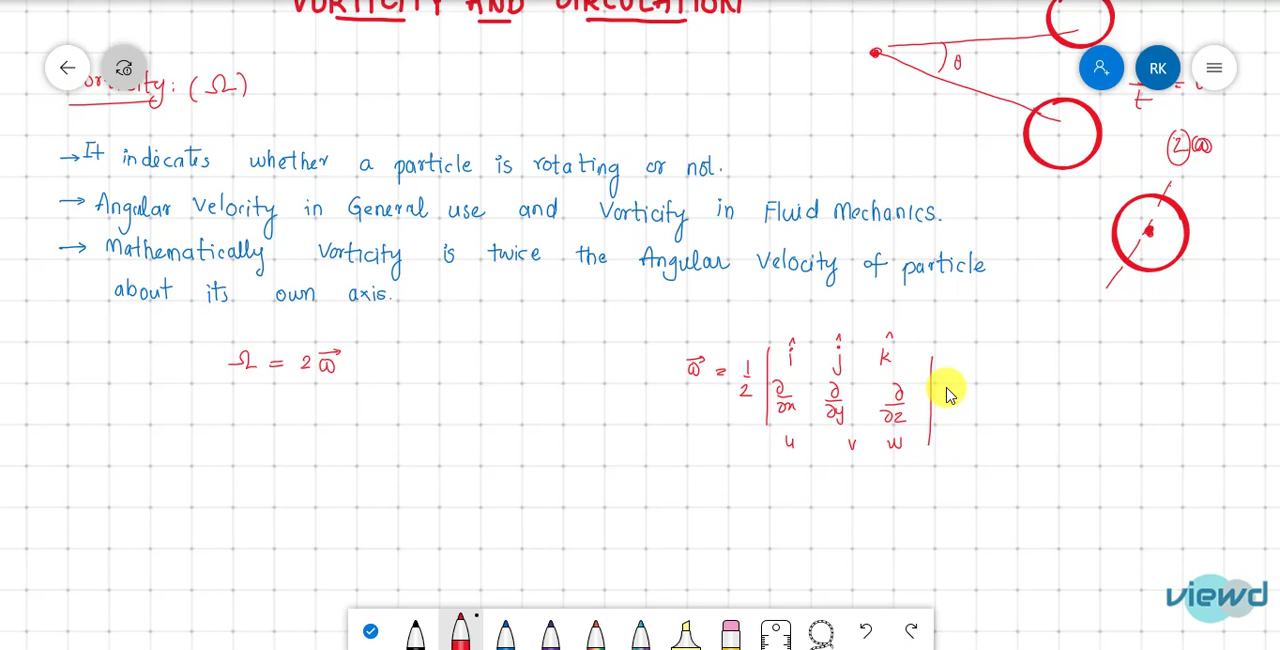 VORTICITY AND CIRCULATION
Vorticity: (Ω)
→ It indicates whether a particle is rotating or not.
→ Angular Velocity in General use and Vorticity in Fluid Mechanics.
→ Mathematically Vorticity is twice the Angular Velocity of particle
about its own axis.
Ω = 2 ω⃗
ω⃗ = 1/2 | î ĵ k̂
∂/∂x ∂/∂y ∂/∂z
u v w |
θ
RK
2 ω
viewd